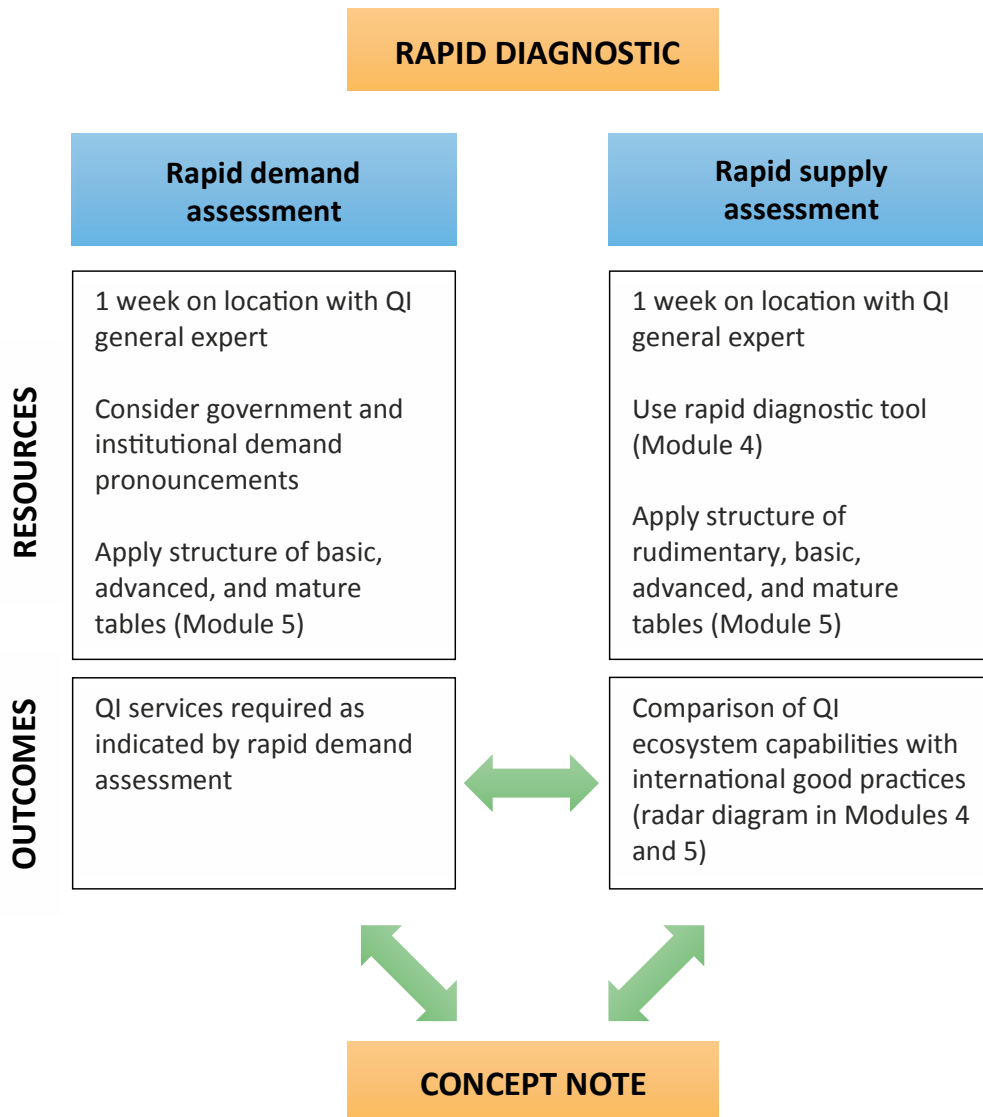 RAPID DIAGNOSTIC
Rapid demand
assessment
Rapid supply
assessment
RESOURCES
1 week on location with QI
general expert
Consider government and
institutional demand
pronouncements
Apply structure of basic,
advanced, and mature
tables (Module 5)
1 week on location with QI
general expert
Use rapid diagnostic tool
(Module 4)
Apply structure of
rudimentary, basic,
advanced, and mature
tables (Module 5)
OUTCOMES
QI services required as
indicated by rapid demand
assessment
Comparison of QI
ecosystem capabilities with
international good practices
(radar diagram in Modules 4
and 5)
CONCEPT NOTE